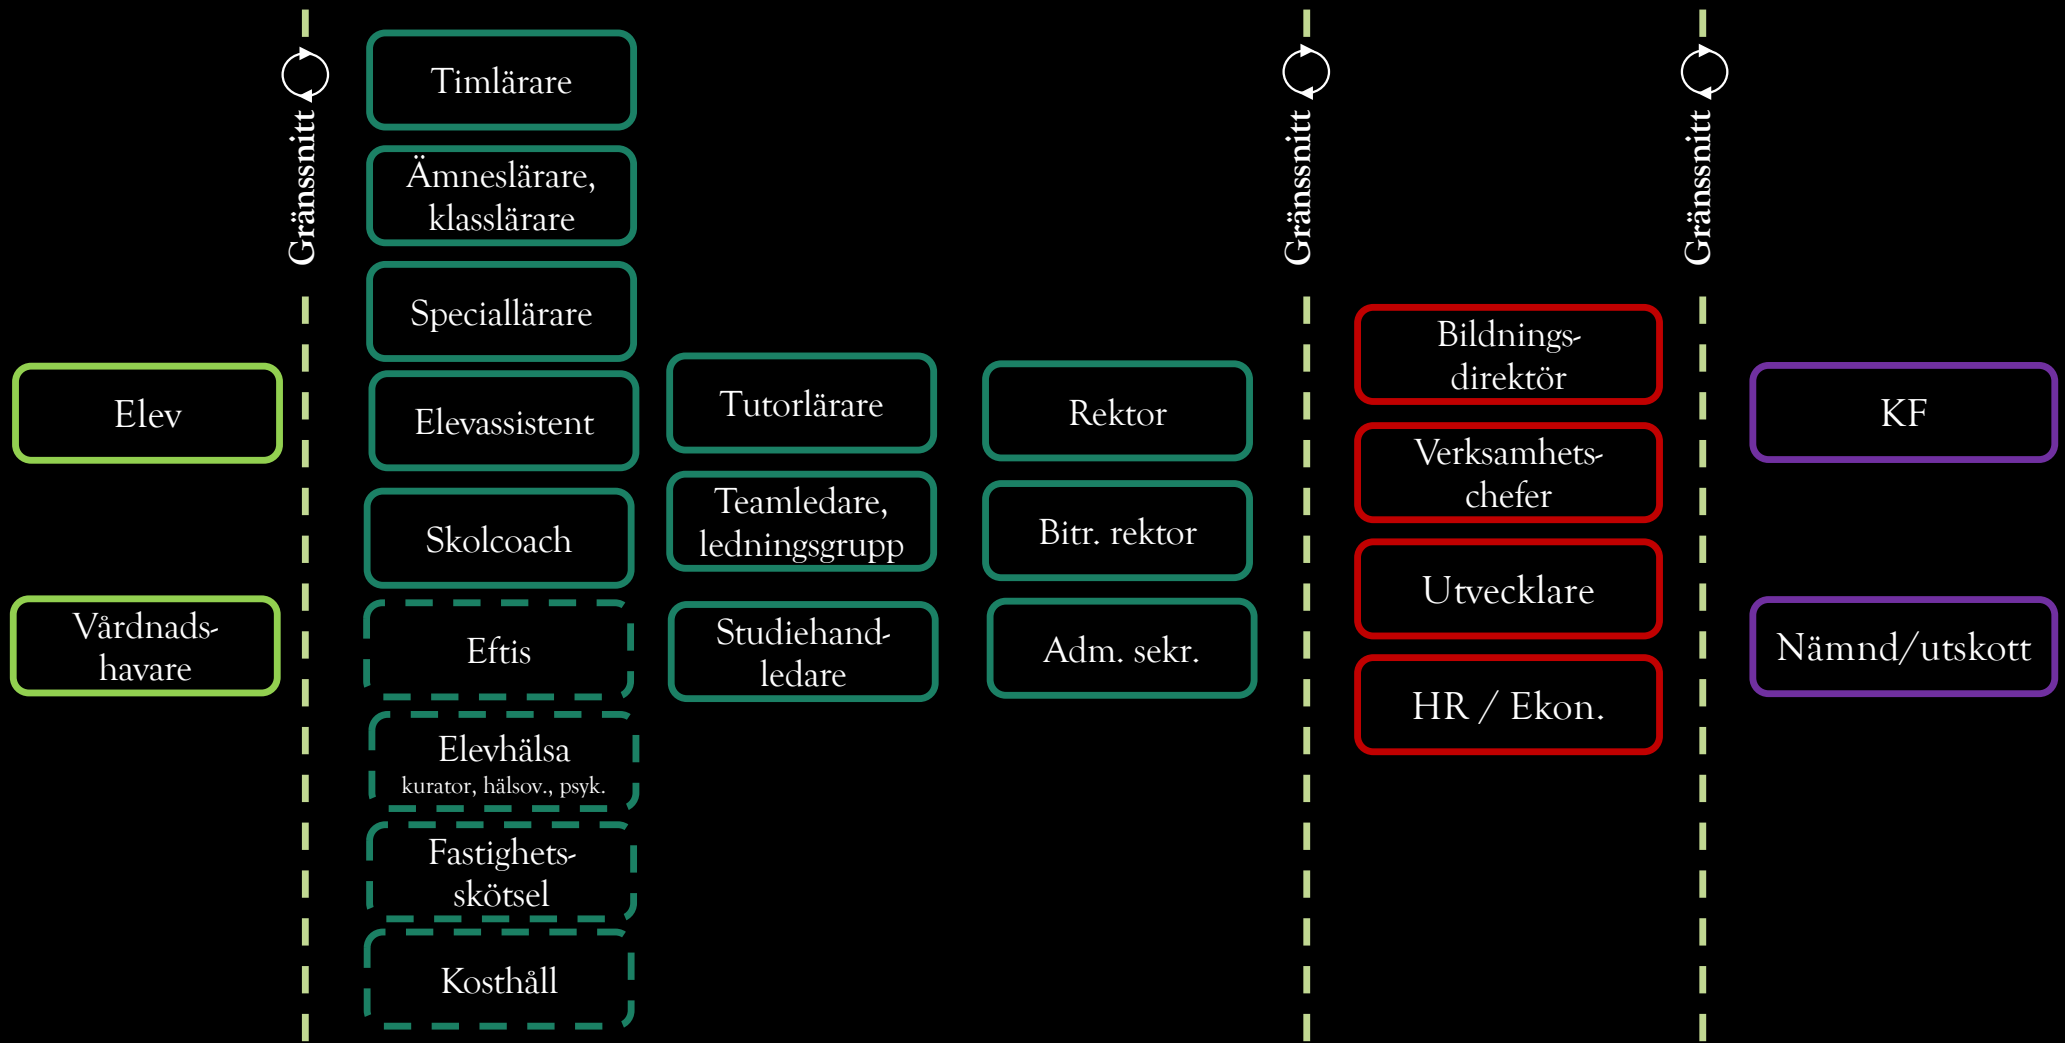 Elev
Vårdnads-
havare
Gränssnitt
Timlärare
Ämneslärare,
klasslärare
Speciallärare
Elevassistent
Skolcoach
Eftis
Elevhälsa
kurator, hälsov., psyk.
Fastighets-
skötsel
Kosthåll
Tutorlärare
Teamledare,
ledningsgrupp
Studiehand-
ledare
Rektor
Bitr. rektor
Adm. sekr.
Gränssnitt
Bildnings-
direktör
Verksamhets-
chefer
Utvecklare
HR / Ekon.
Gränssnitt
KF
Nämnd/utskott